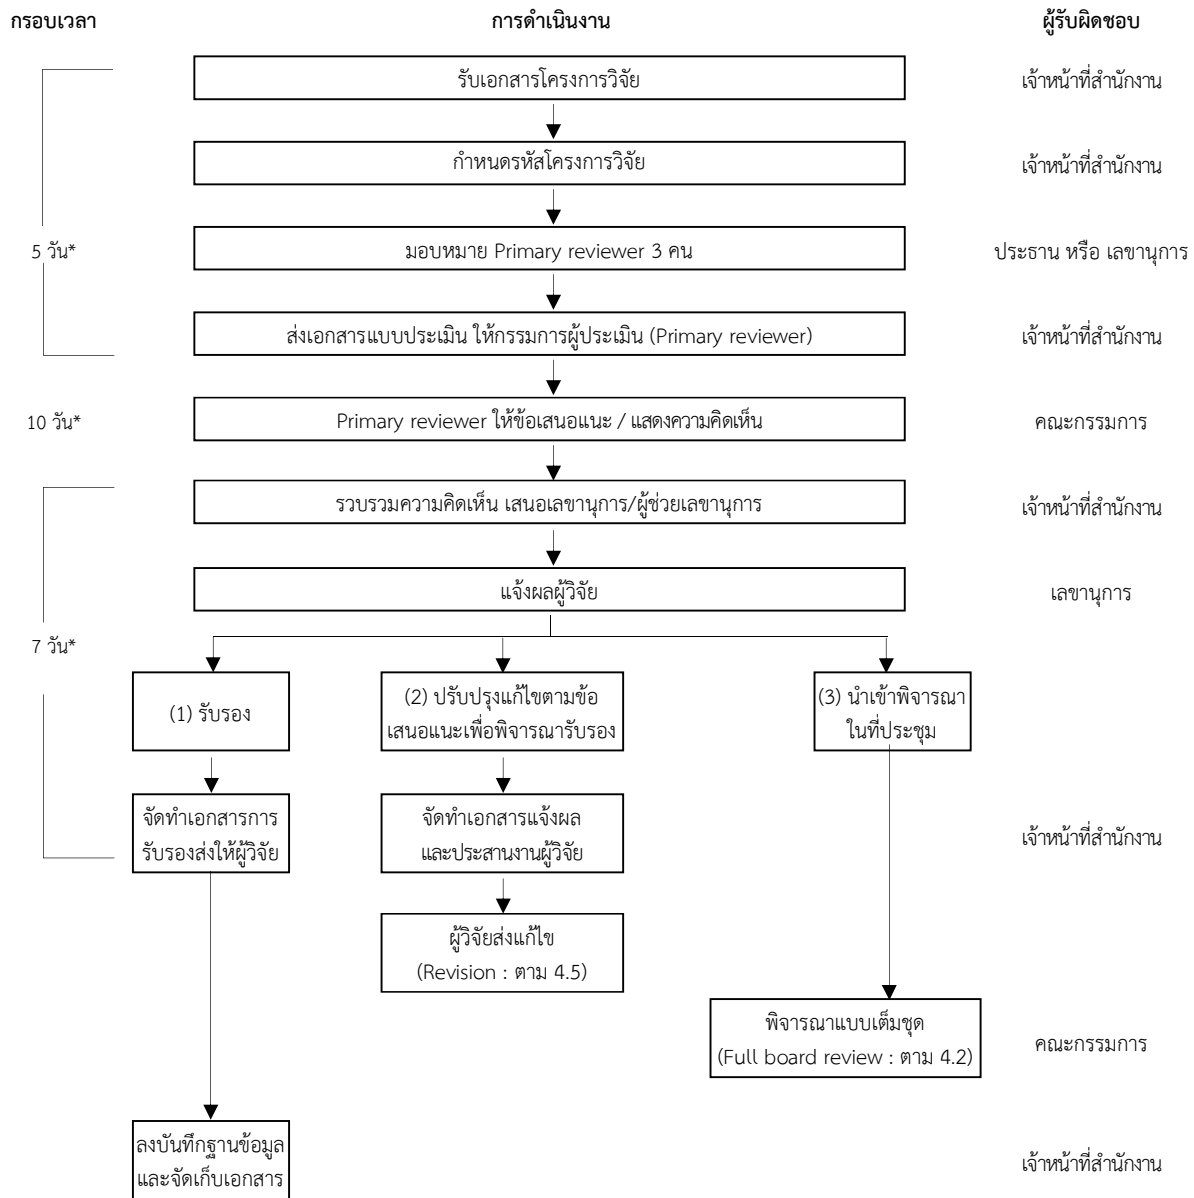 กรอบเวลา การดำเนินงาน ผู้รับผิดชอบ
รับเอกสารโครงการวิจัย เจ้าหน้าที่สำนักงาน
กำหนดรหัสโครงการวิจัย เจ้าหน้าที่สำนักงาน
5 วัน* มอบหมาย Primary reviewer 3 คน ประธาน หรือ เลขานุการ
ส่งเอกสารแบบประเมิน ให้กรรมการผู้ประเมิน (Primary reviewer) เจ้าหน้าที่สำนักงาน
10 วัน* Primary reviewer ให้ข้อเสนอแนะ / แสดงความคิดเห็น คณะกรรมการ
รวบรวมความคิดเห็น เสนอเลขานุการ/ผู้ช่วยเลขานุการ เจ้าหน้าที่สำนักงาน
แจ้งผลผู้วิจัย เลขานุการ
7 วัน*
(1) รับรอง
(2) ปรับปรุงแก้ไขตามข้อ
เสนอแนะเพื่อพิจารณารับรอง
(3) นำเข้าพิจารณา
ในที่ประชุม
จัดทำเอกสารการ
รับรองส่งให้ผู้วิจัย
จัดทำเอกสารแจ้งผล
และประสานงานผู้วิจัย
เจ้าหน้าที่สำนักงาน
ผู้วิจัยส่งแก้ไข
(Revision : ตาม 4.5)
พิจารณาแบบเต็มชุด
(Full board review : ตาม 4.2)
คณะกรรมการ
ลงบันทึกฐานข้อมูล
และจัดเก็บเอกสาร
เจ้าหน้าที่สำนักงาน